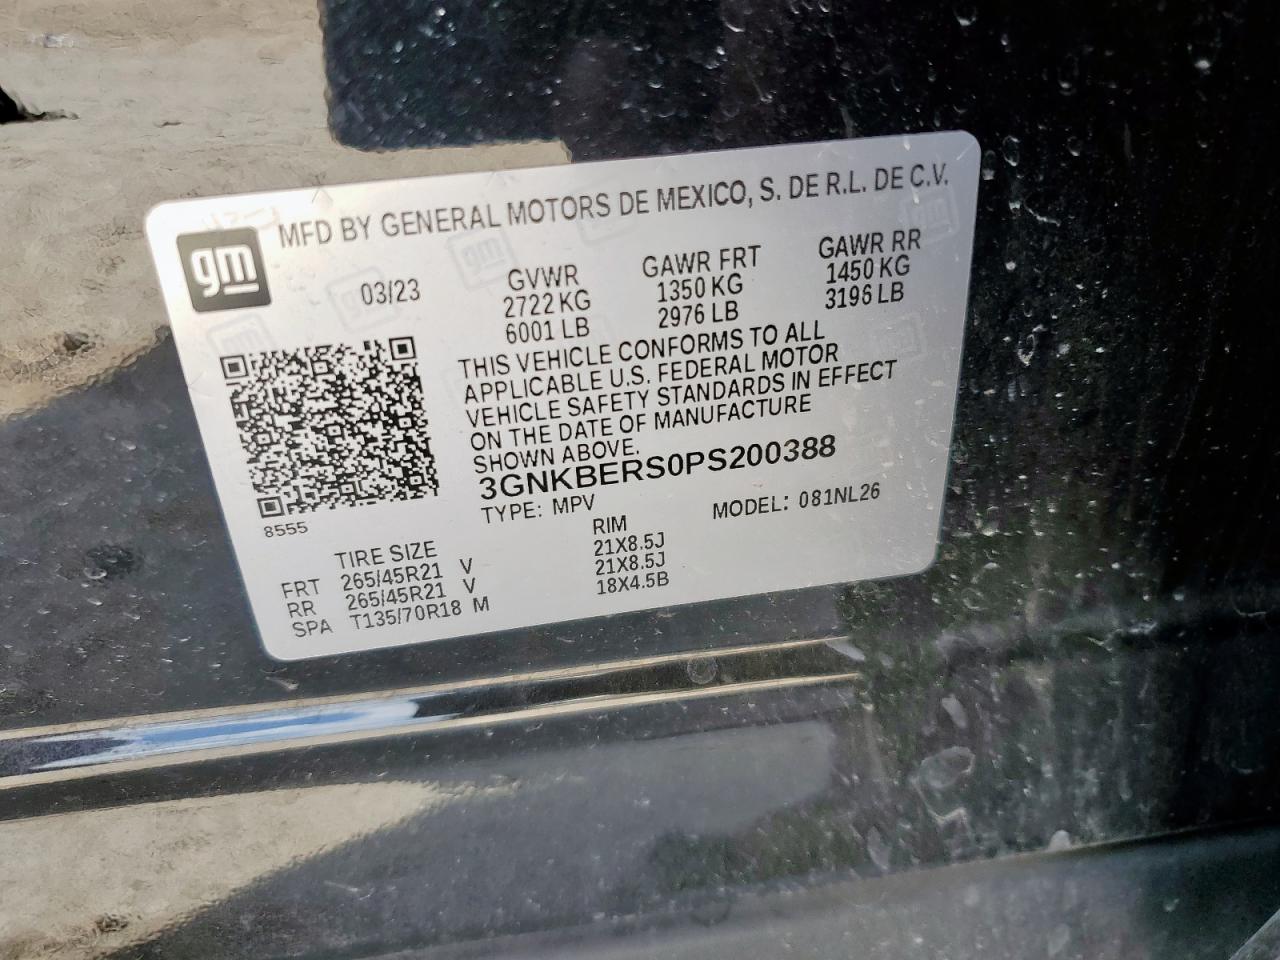 MFD BY GENERAL MOTORS DE MEXICO, S. DE R.L. DE C.V.
gm
03/23
GVWR
2722 KG
6001 LB
GAWR FRT
1350 KG
2976 LB
GAWR RR
1450 KG
3196 LB
THIS VEHICLE CONFORMS TO ALL
APPLICABLE U.S. FEDERAL MOTOR
VEHICLE SAFETY STANDARDS IN EFFECT
ON THE DATE OF MANUFACTURE
SHOWN ABOVE.
3GNKBERS0PS200388
TYPE: MPV
MODEL: 081NL26
8555
TIRE SIZE
RIM
FRT 265/45R21 V 21X8.5J
RR 265/45R21 V 21X8.5J
SPA T135/70R18 M 18X4.5B